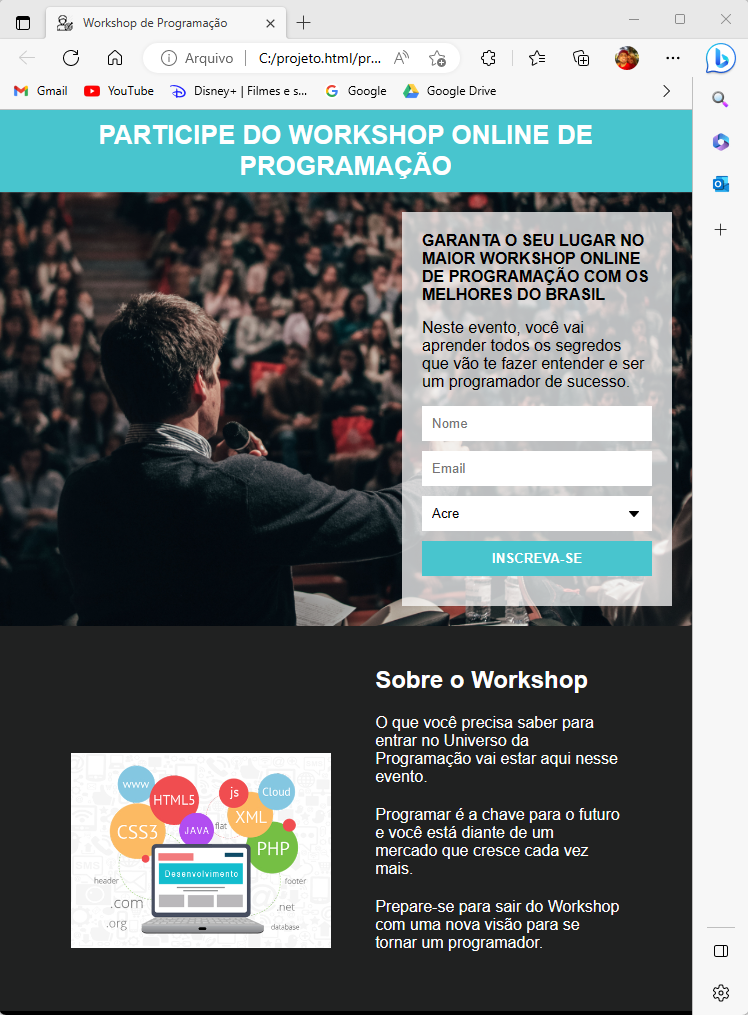 Workshop de Programação
Arquivo
C:/projeto.html/pr...
Gmail
YouTube
Disney+ | Filmes e s...
Google
Google Drive
PARTICIPE DO WORKSHOP ONLINE DE
PROGRAMAÇÃO
GARANTA O SEU LUGAR NO
MAIOR WORKSHOP ONLINE
DE PROGRAMAÇÃO COM OS
MELHORES DO BRASIL
Neste evento, você vai
aprender todos os segredos
que vão te fazer entender e ser
um programador de sucesso.
Nome
Email
Acre
INSCREVA-SE
Sobre o Workshop
O que você precisa saber para
entrar no Universo da
Programação vai estar aqui nesse
evento.
Programar é a chave para o futuro
e você está diante de um
mercado que cresce cada vez
mais.
Prepare-se para sair do Workshop
com uma nova visão para se
tornar um programador.
www
HTML5
js
Cloud
CSS3
JAVA
flat
XML
PHP
Desenvolvimento
header
footer
.com
.net
.org
database